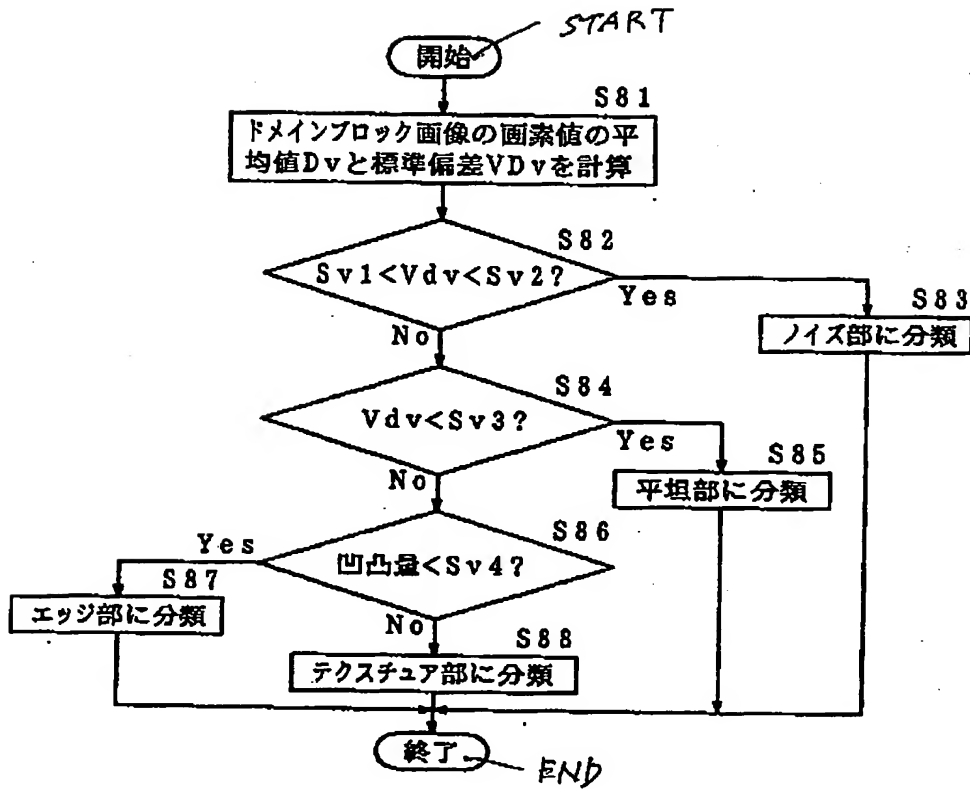 START
開始
S81
ドメインブロック画像の画素値の平
均値Dvと標準偏差VDvを計算
S82
Sv1<Vdv<Sv2?
Yes
No
S83
ノイズ部に分類
S84
Vdv<Sv3?
Yes
No
S85
平坦部に分類
S86
凹凸量<Sv4?
Yes
No
S87
エッジ部に分類
S88
テクスチュア部に分類
終了
END